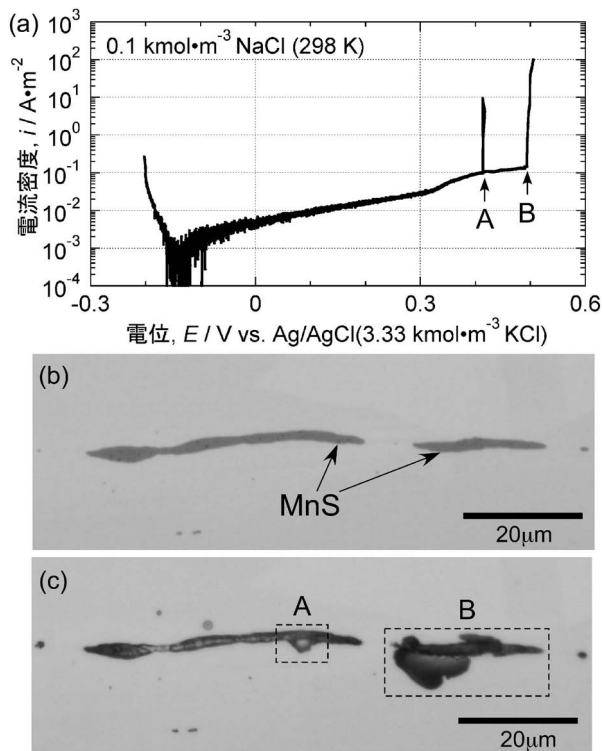 (a)
0.1 kmol•m⁻³ NaCl (298 K)
電流密度, i / A•m⁻²
10³
10²
10¹
10⁰
10⁻¹
10⁻²
10⁻³
10⁻⁴
A
B
-0.3
0
0.3
0.6
電位, E / V vs. Ag/AgCl(3.33 kmol•m⁻³ KCl)
(b)
MnS
20μm
(c)
A
B
20μm